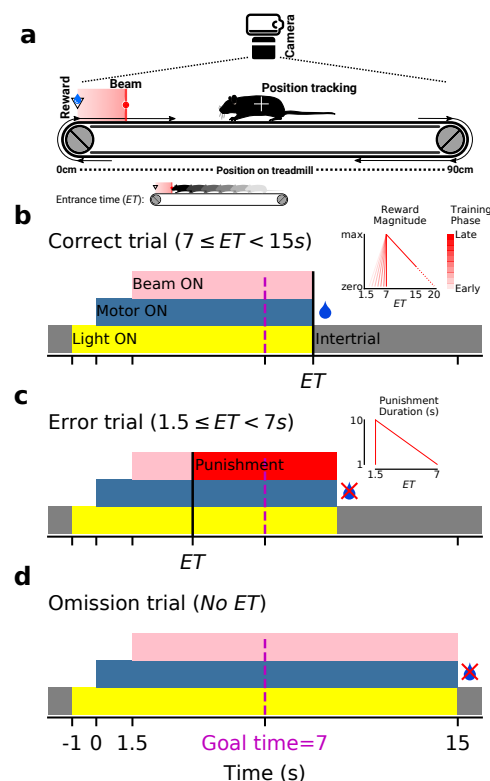 a
Camera
Reward
Beam
Position tracking
0cm
Position on treadmill
90cm
Entrance time (ET):
b
Correct trial (7 ≤ ET < 15s)
Reward
Magnitude
Training
Phase
max
zero
1.5 7 15 20
ET
Late
Early
Beam ON
Motor ON
Light ON
Intertrial
ET
c
Error trial (1.5 ≤ ET < 7s)
Punishment
Duration (s)
10
1
1.5 7
ET
Punishment
ET
d
Omission trial (No ET)
-1 0 1.5 Goal time=7 15
Time (s)